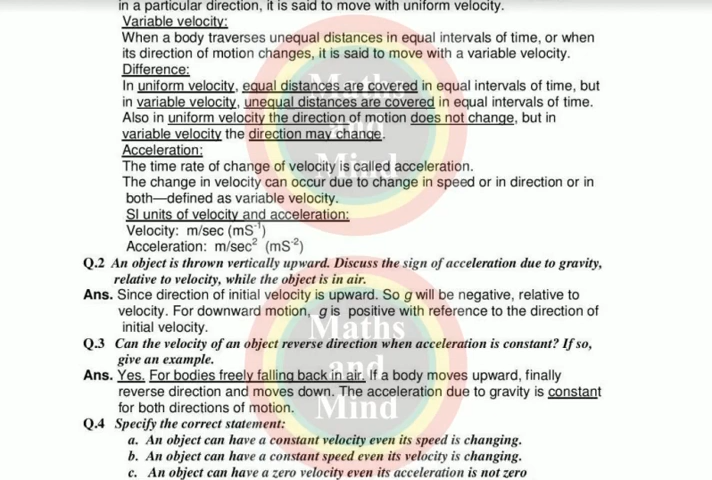 in a particular direction, it is said to move with uniform velocity.
Variable velocity:
When a body traverses unequal distances in equal intervals of time, or when
its direction of motion changes, it is said to move with a variable velocity.
Difference:
In uniform velocity, equal distances are covered in equal intervals of time, but
in variable velocity, unequal distances are covered in equal intervals of time.
Also in uniform velocity the direction of motion does not change, but in
variable velocity the direction may change.
Acceleration:
The time rate of change of velocity is called acceleration.
The change in velocity can occur due to change in speed or in direction or in
both—defined as variable velocity.
SI units of velocity and acceleration:
Velocity: m/sec (mS⁻¹)
Acceleration: m/sec² (mS⁻²)
Q.2 An object is thrown vertically upward. Discuss the sign of acceleration due to gravity,
relative to velocity, while the object is in air.
Ans. Since direction of initial velocity is upward. So g will be negative, relative to
velocity. For downward motion, g is positive with reference to the direction of
initial velocity.
Q.3 Can the velocity of an object reverse direction when acceleration is constant? If so,
give an example.
Ans. Yes. For bodies freely falling back in air. If a body moves upward, finally
reverse direction and moves down. The acceleration due to gravity is constant
for both directions of motion.
Q.4 Specify the correct statement:
a. An object can have a constant velocity even its speed is changing.
b. An object can have a constant speed even its velocity is changing.
c. An object can have a zero velocity even its acceleration is not zero
Maths
and
Mind
Maths
and
Mind